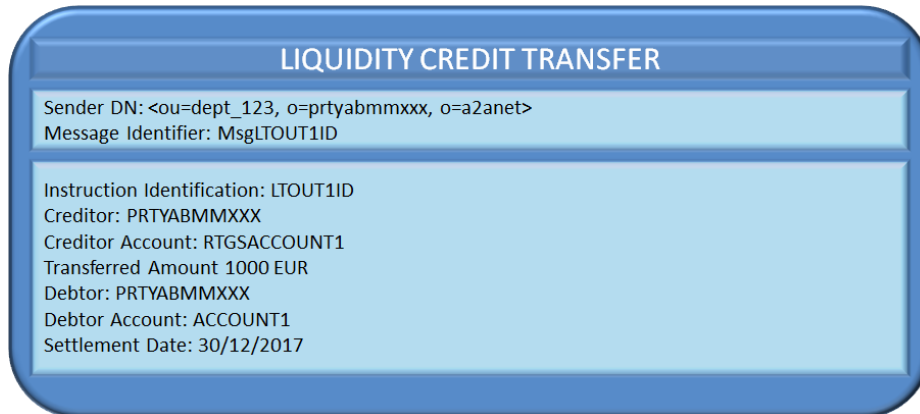 LIQUIDITY CREDIT TRANSFER
Sender DN: <ou=dept_123, o=prtyabmmxxx, o=a2anet>
Message Identifier: MsgLTOUT1ID
Instruction Identification: LTOUT1ID
Creditor: PRTYABMMXXX
Creditor Account: RTGSACCOUNT1
Transferred Amount 1000 EUR
Debtor: PRTYABMMXXX
Debtor Account: ACCOUNT1
Settlement Date: 30/12/2017